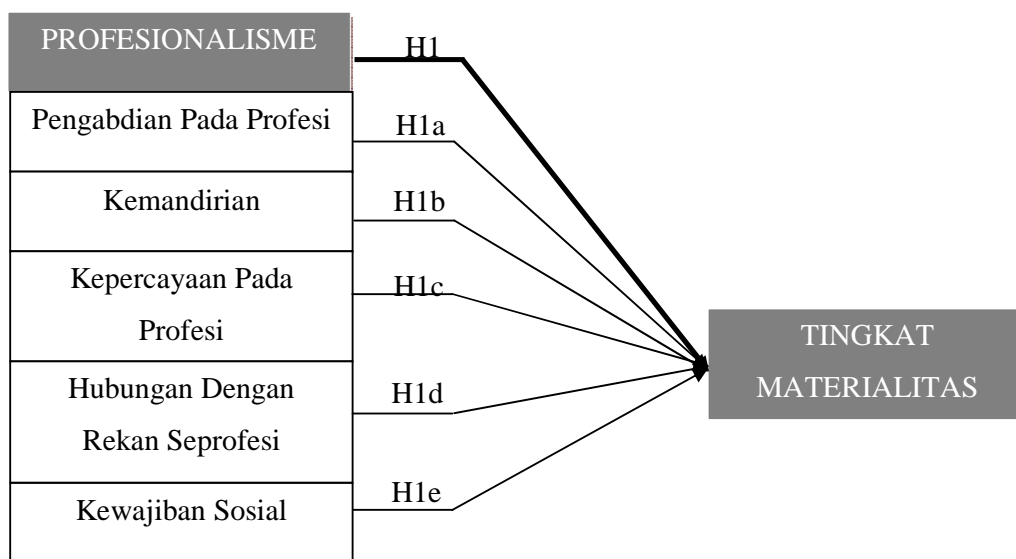 PROFESIONALISME
H1
Pengabdian Pada Profesi
H1a
Kemandirian
H1b
Kepercayaan Pada
Profesi
H1c
Hubungan Dengan
Rekan Seprofesi
H1d
Kewajiban Sosial
H1e
TINGKAT
MATERIALITAS